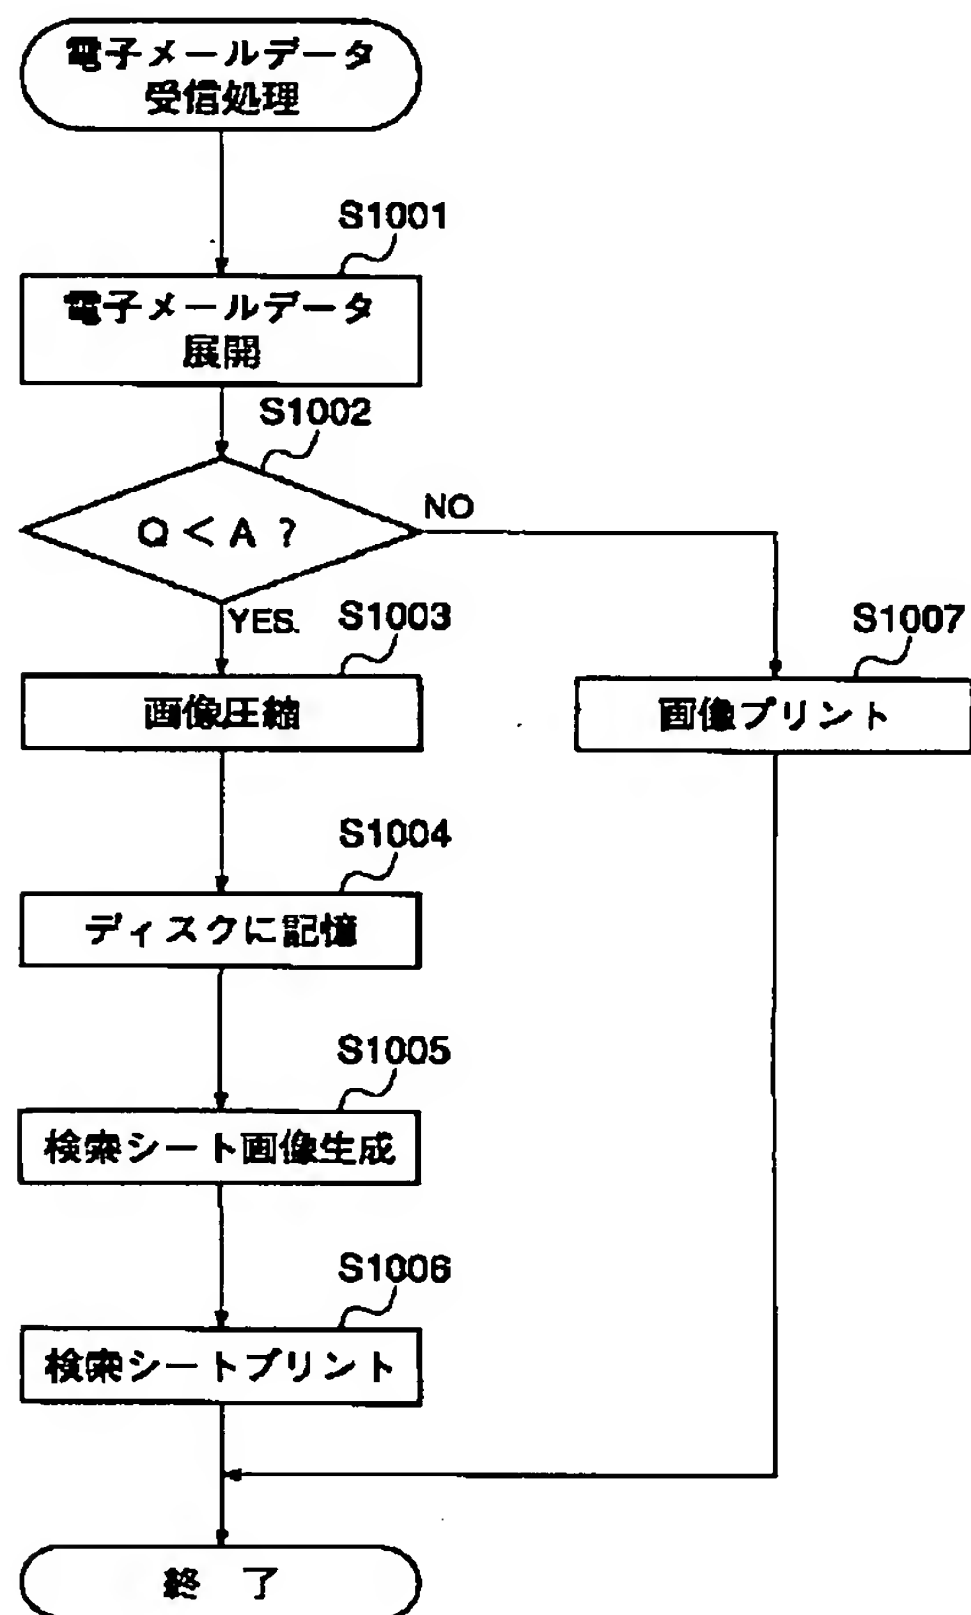 電子メールデータ
受信処理
S1001
電子メールデータ
展開
S1002
Q < A ?
NO
YES.
S1003
画像圧縮
S1007
画像プリント
S1004
ディスクに記憶
S1005
検索シート画像生成
S1006
検索シートプリント
終 了